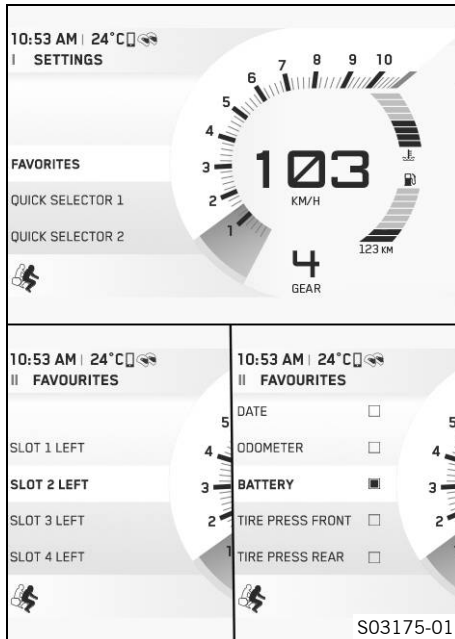 10:53 AM | 24°C
I SETTINGS
FAVORITES
QUICK SELECTOR 1
QUICK SELECTOR 2
1
2
3
4
5
6
7
8
9
10
103
KM/H
4
GEAR
123 KM
10:53 AM | 24°C
II FAVOURITES
SLOT 1 LEFT
SLOT 2 LEFT
SLOT 3 LEFT
SLOT 4 LEFT
5
4
3
2
1
10:53 AM | 24°C
II FAVOURITES
DATE
ODOMETER
BATTERY
TIRE PRESS FRONT
TIRE PRESS REAR
5
4
3
2
1
S03175-01